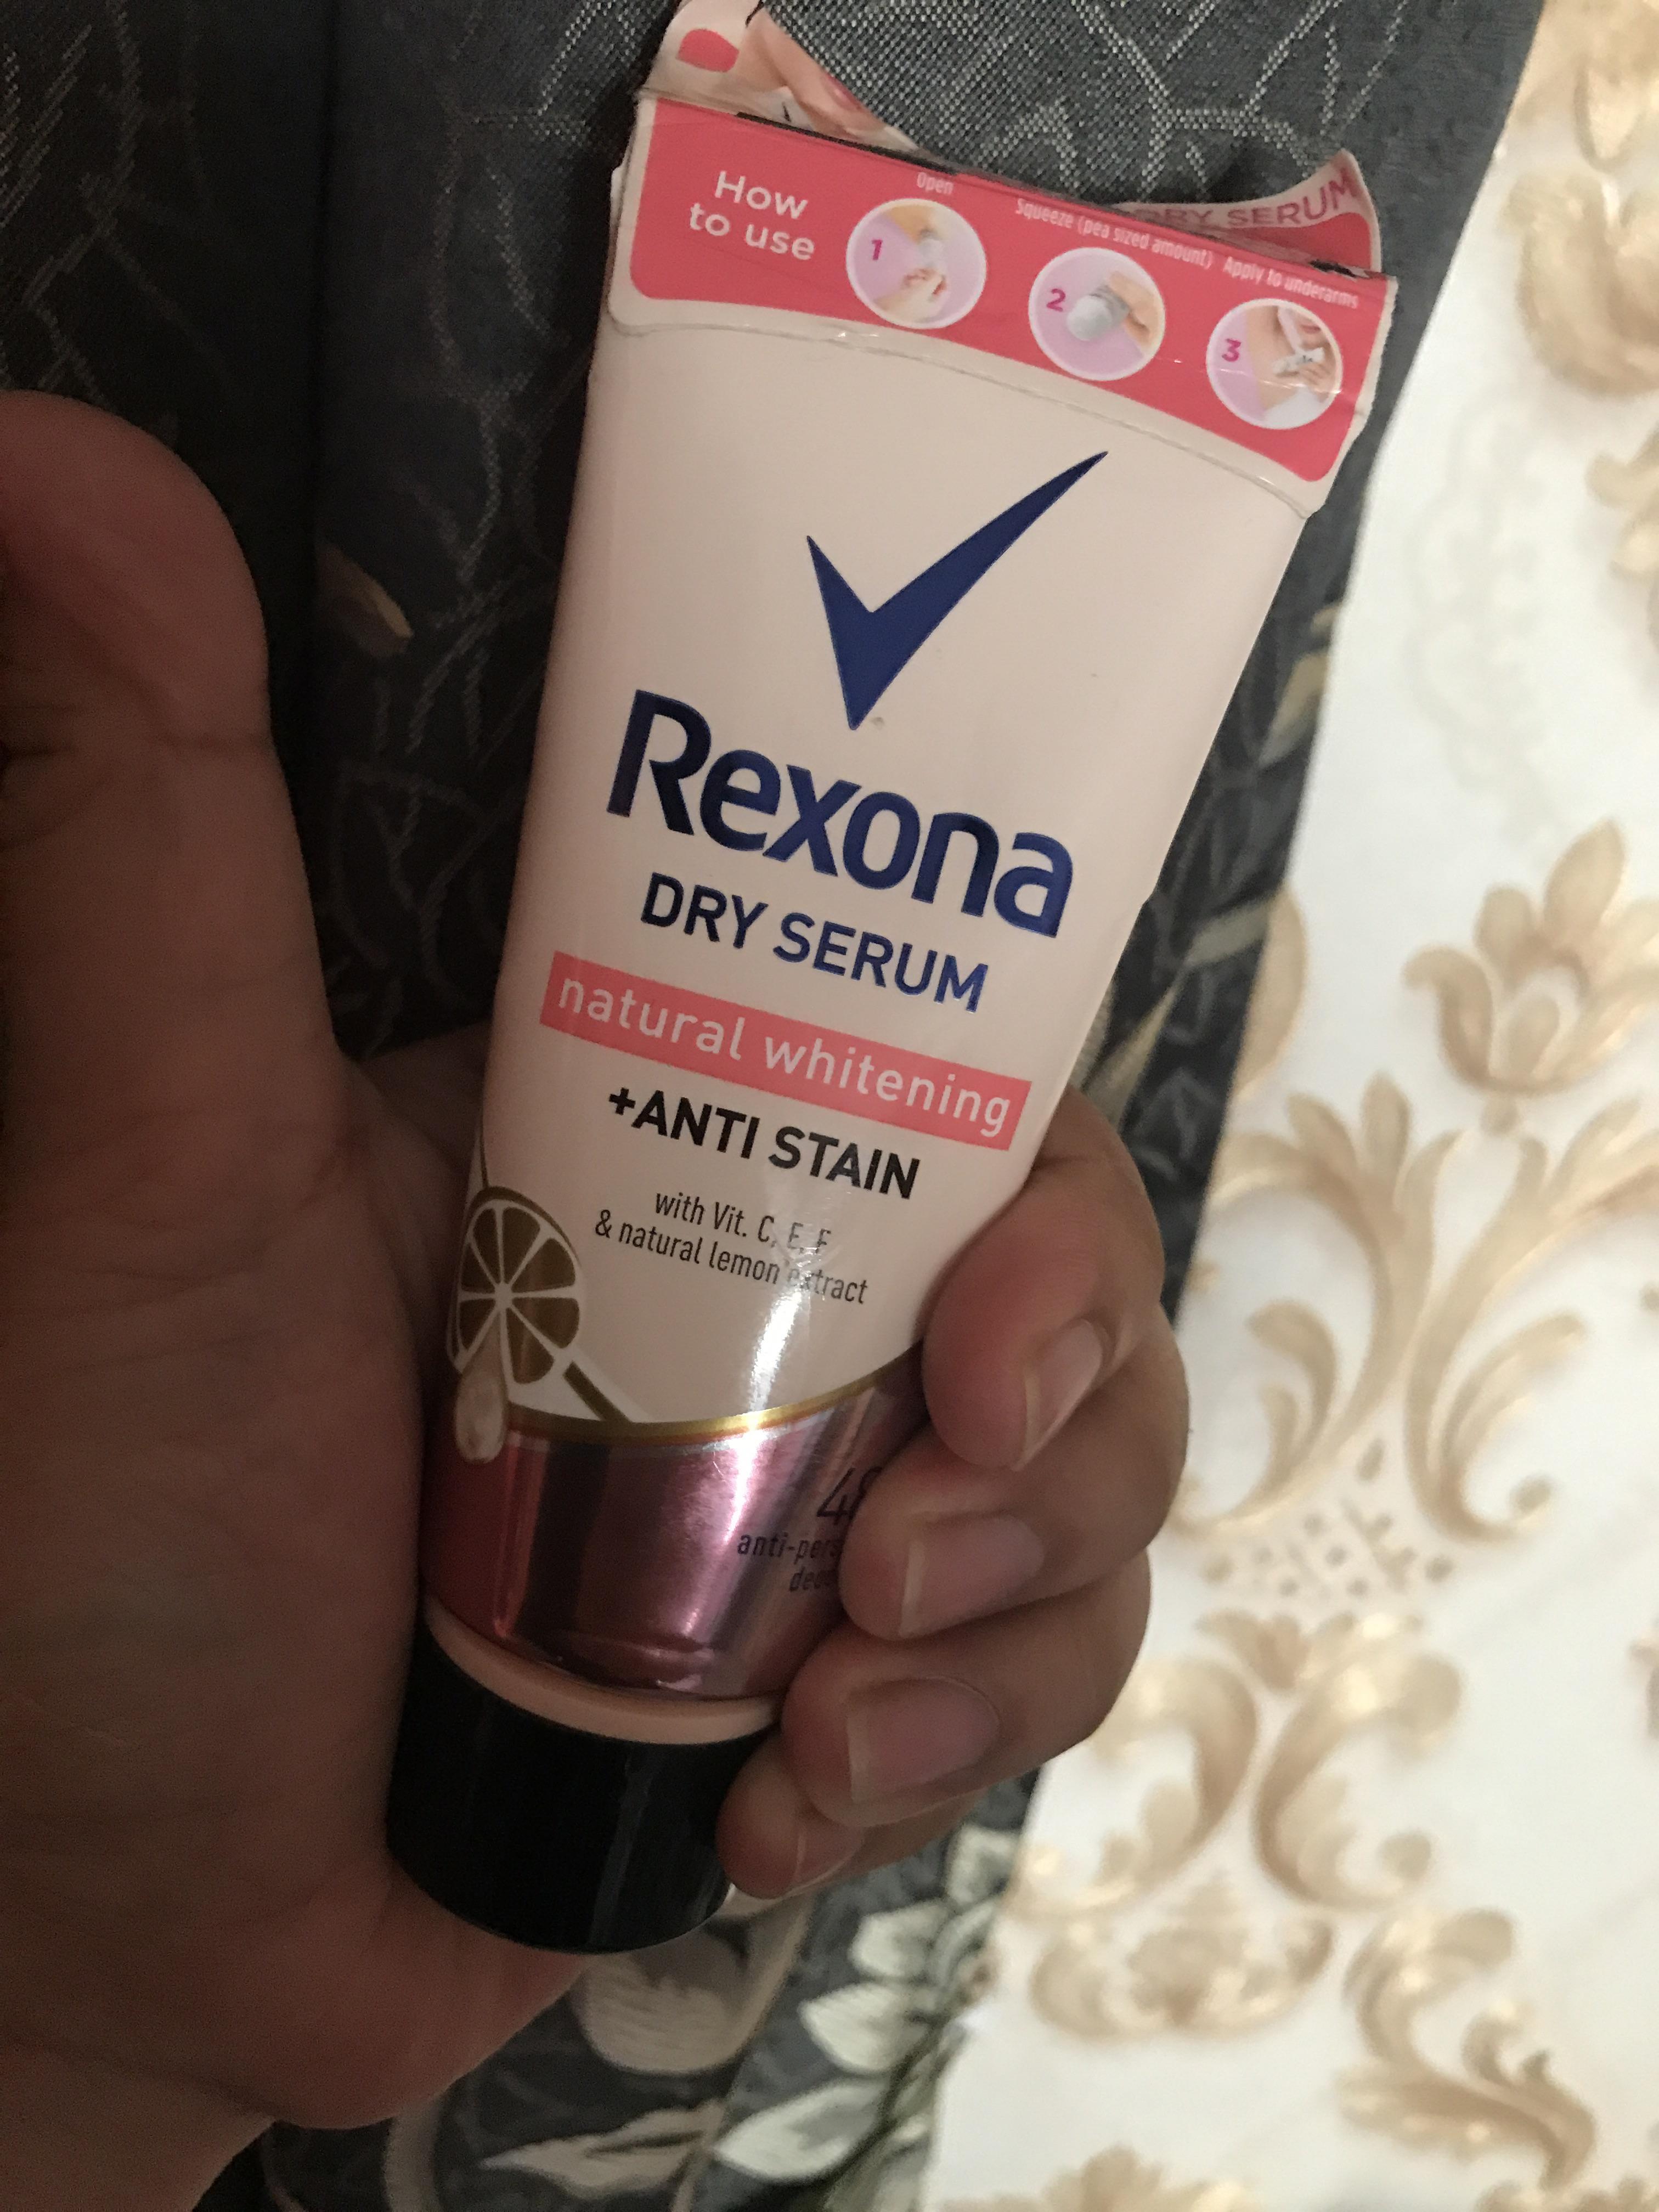 How
to use
Open
1
Squeeze (pea sized amount)
2
Apply to underarms
3
DRY SERUM
Rexona
DRY SERUM
natural whitening
+ANTI STAIN
with Vit. C, E, F
& natural lemon extract